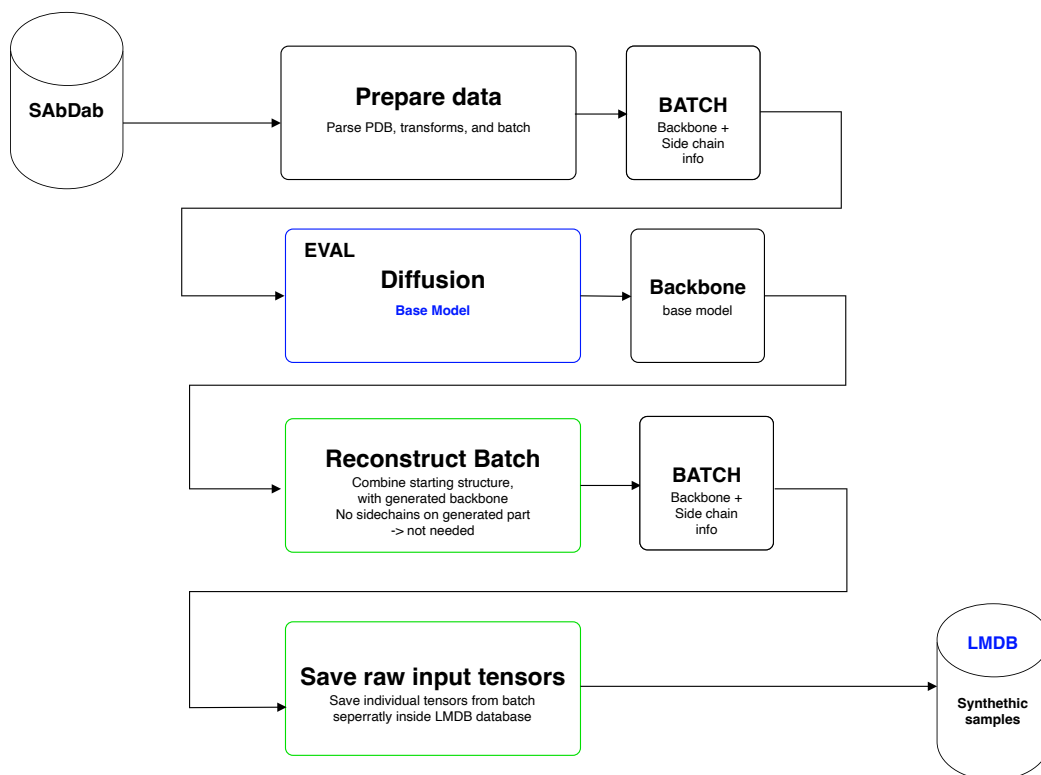 SAbDab
Prepare data
Parse PDB, transforms, and batch
BATCH
Backbone +
Side chain
info
EVAL
Diffusion
Base Model
Backbone
base model
Reconstruct Batch
Combine starting structure,
with generated backbone
No sidechains on generated part
-> not needed
BATCH
Backbone +
Side chain
info
Save raw input tensors
Save individual tensors from batch
seperratly inside LMDB database
LMDB
Synthethic
samples